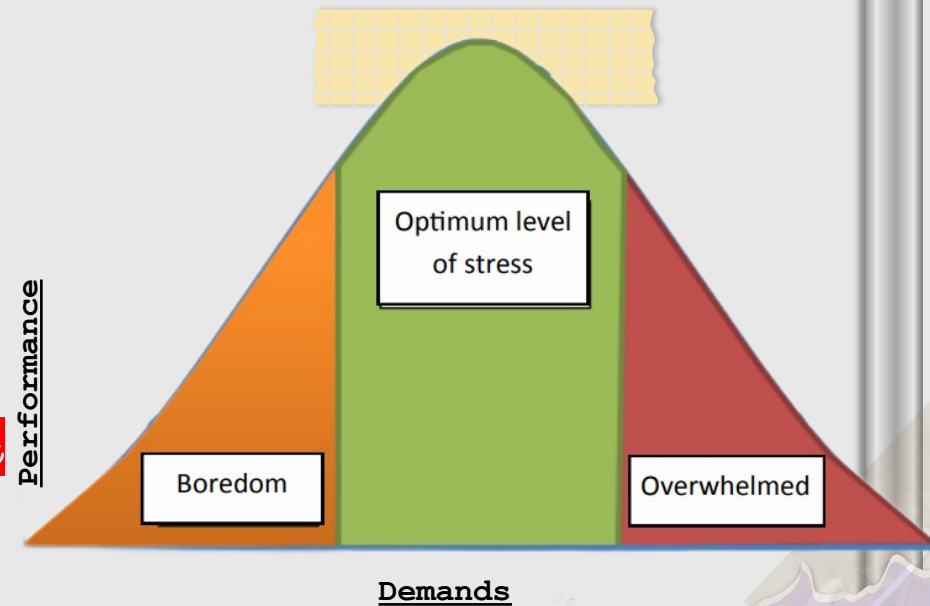 Optimum level
of stress
Performance
Boredom
Overwhelmed
Demands